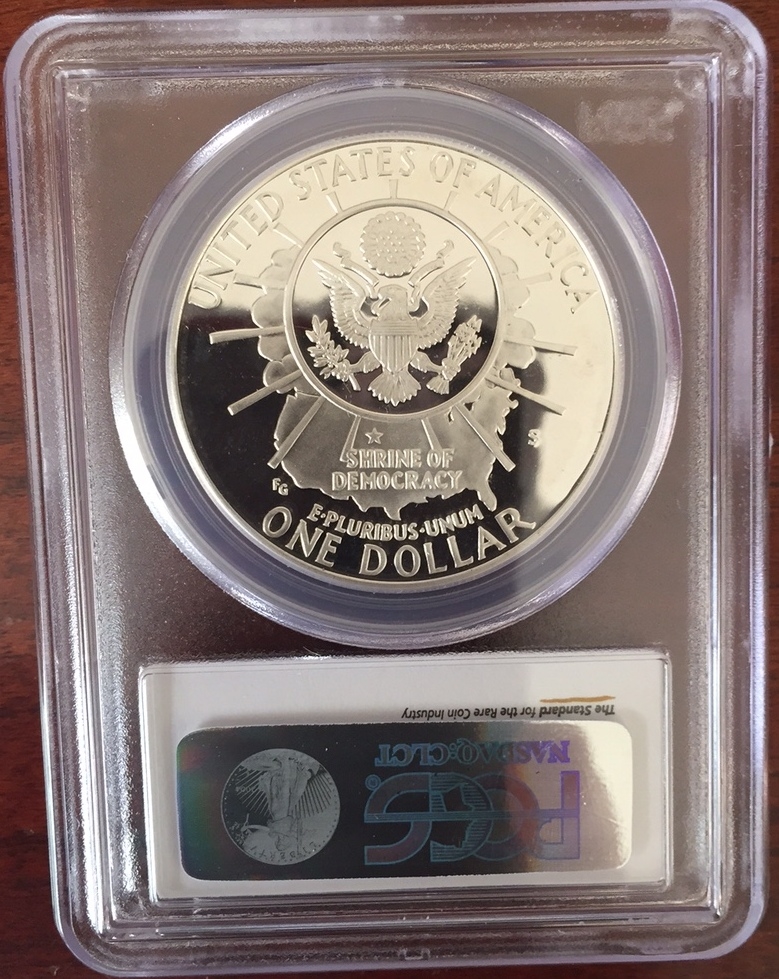 UNITED STATES OF AMERICA
S
SHRINE OF
DEMOCRACY
FG
E·PLURIBUS·UNUM
ONE DOLLAR
The Standard for the Rare Coin Industry
NASDAQ:CLCT
PCGS
LIBERTY